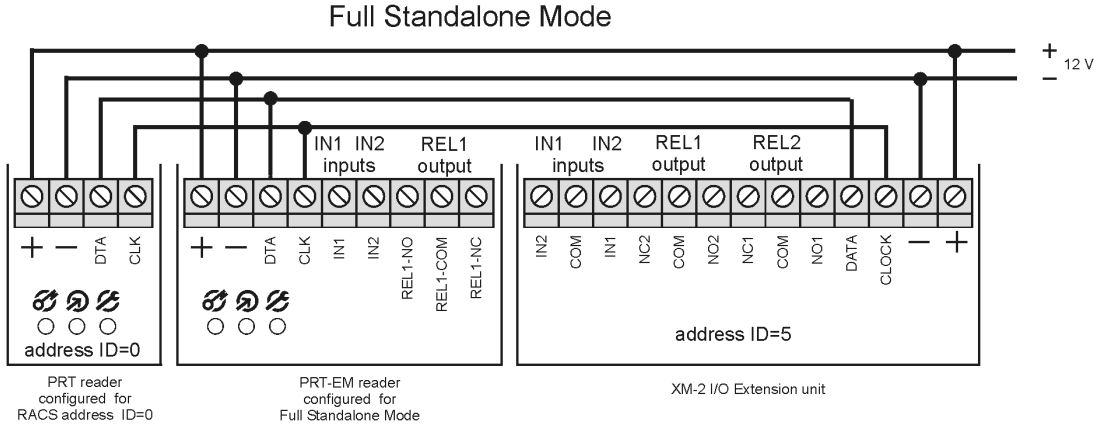 Full Standalone Mode
+
12 V
−
IN1 IN2
inputs
REL1
output
IN1 IN2
inputs
REL1
output
REL2
output
+
−
DTA
CLK
+
−
DTA
CLK
IN1
IN2
REL1-NO
REL1-COM
REL1-NC
IN2
COM
IN1
NC2
COM
NO2
NC1
COM
NO1
DATA
CLOCK
−
+
address ID=0
address ID=5
PRT reader
configured for
RACS address ID=0
PRT-EM reader
configured for
Full Standalone Mode
XM-2 I/O Extension unit